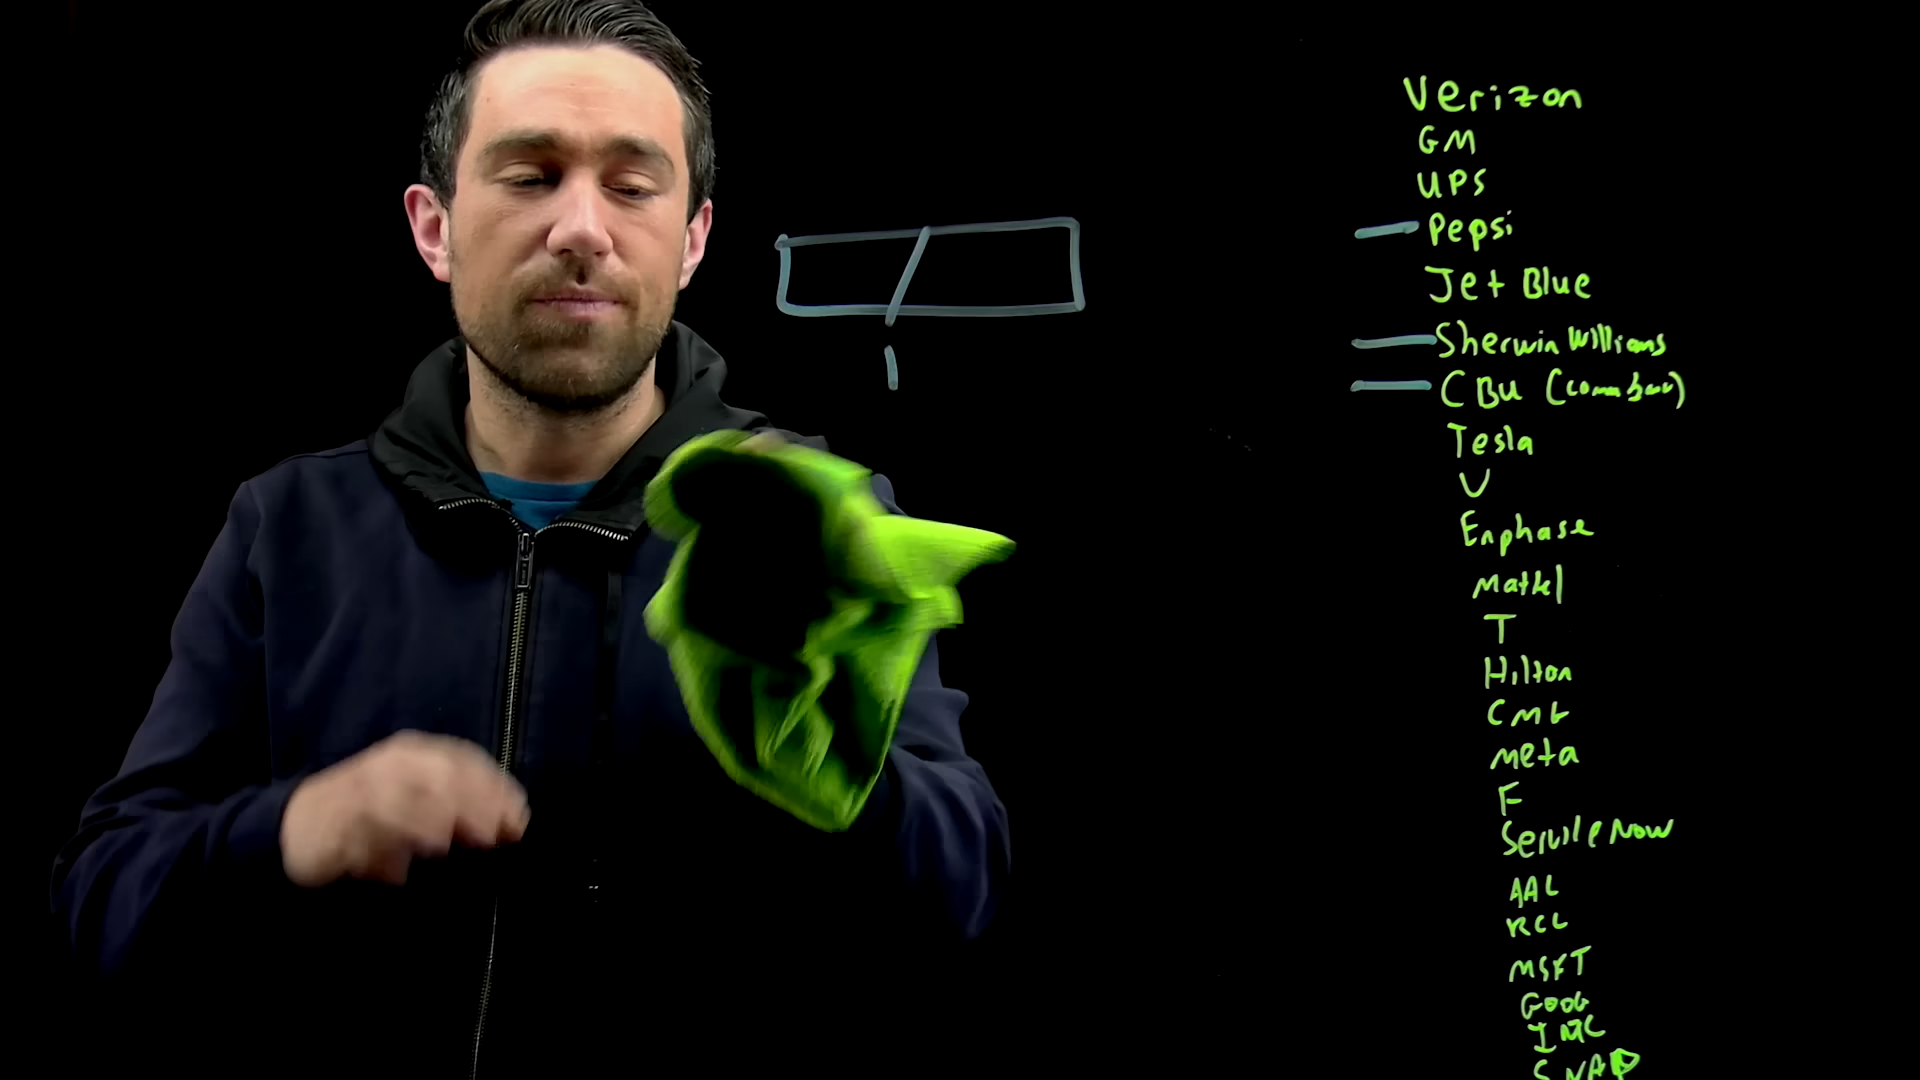 Verizon
GM
UPS
Pepsi
Jet Blue
Sherwin Williams
CBU
Tesla
V
Enphase
Mattel
T
Hilton
CMG
Meta
F
ServiceNow
AAL
RCL
MSFT
GOOG
INTC
SNAP